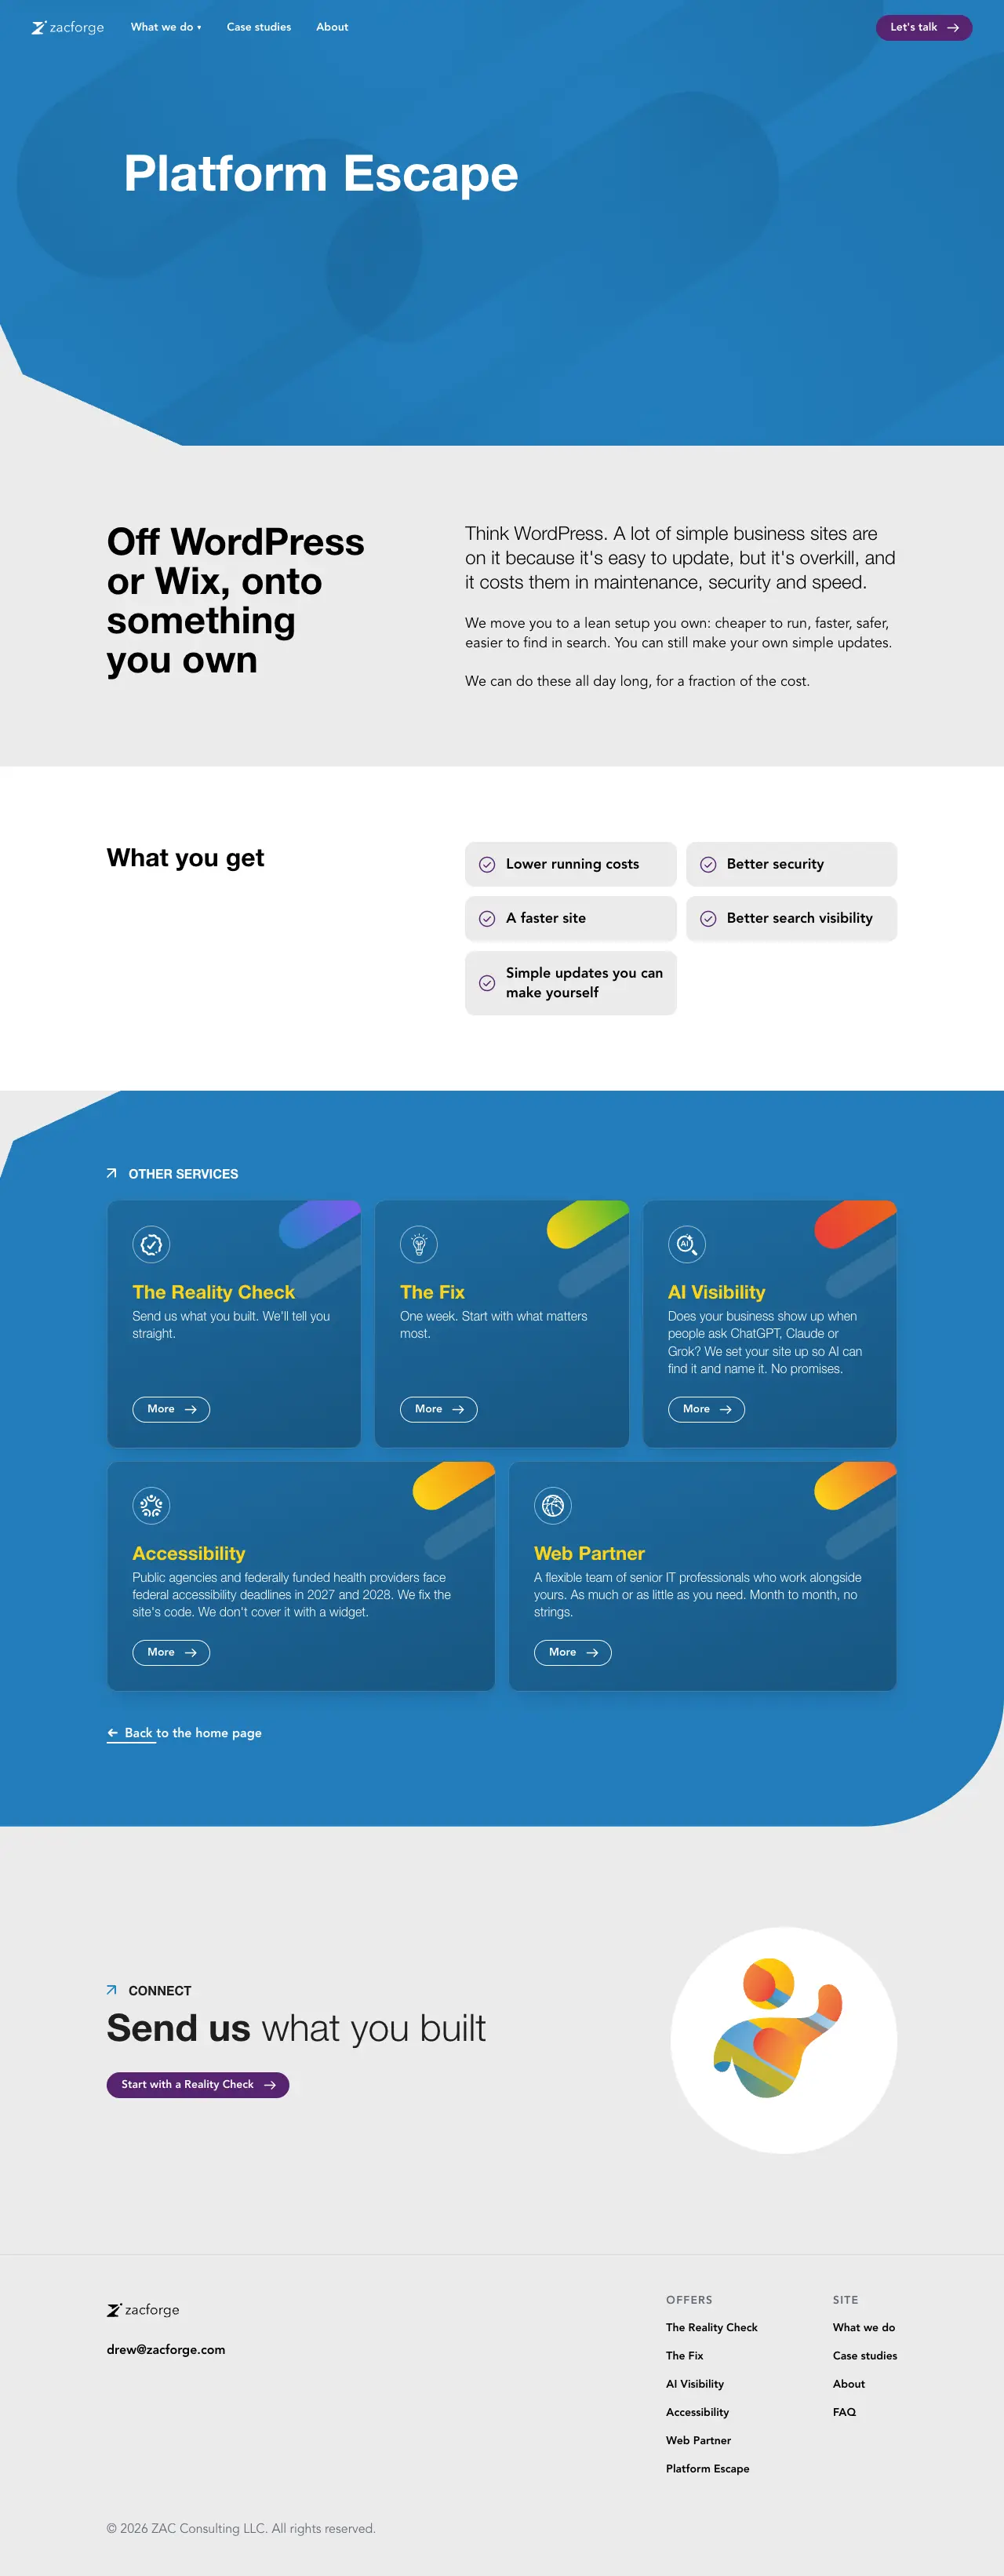 zacforge
What we do ▾
Case studies
About
Let's talk →
Platform Escape
Off WordPress
or Wix, onto
something
you own
Think WordPress. A lot of simple business sites are
on it because it's easy to update, but it's overkill, and
it costs them in maintenance, security and speed.
We move you to a lean setup you own: cheaper to run, faster, safer,
easier to find in search. You can still make your own simple updates.
We can do these all day long, for a fraction of the cost.
What you get
Lower running costs
Better security
A faster site
Better search visibility
Simple updates you can
make yourself
OTHER SERVICES
The Reality Check
Send us what you built. We'll tell you
straight.
More →
The Fix
One week. Start with what matters
most.
More →
AI
AI Visibility
Does your business show up when
people ask ChatGPT, Claude or
Grok? We set your site up so AI can
find it and name it. No promises.
More →
Accessibility
Public agencies and federally funded health providers face
federal accessibility deadlines in 2027 and 2028. We fix the
site's code. We don't cover it with a widget.
More →
Web Partner
A flexible team of senior IT professionals who work alongside
yours. As much or as little as you need. Month to month, no
strings.
More →
← Back to the home page
CONNECT
Send us what you built
Start with a Reality Check →
zacforge
drew@zacforge.com
OFFERS
The Reality Check
The Fix
AI Visibility
Accessibility
Web Partner
Platform Escape
SITE
What we do
Case studies
About
FAQ
© 2026 ZAC Consulting LLC. All rights reserved.